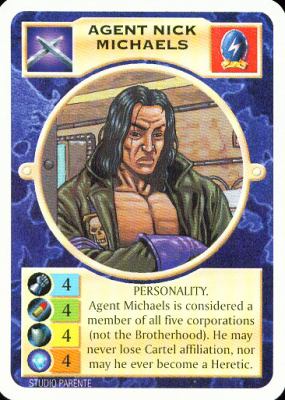 AGENT NICK
MICHAELS
4
4
4
4
PERSONALITY.
Agent Michaels is considered a
member of all five corporations
(not the Brotherhood). He may
never lose Cartel affiliation, nor
may he ever become a Heretic.
STUDIO PARENTE